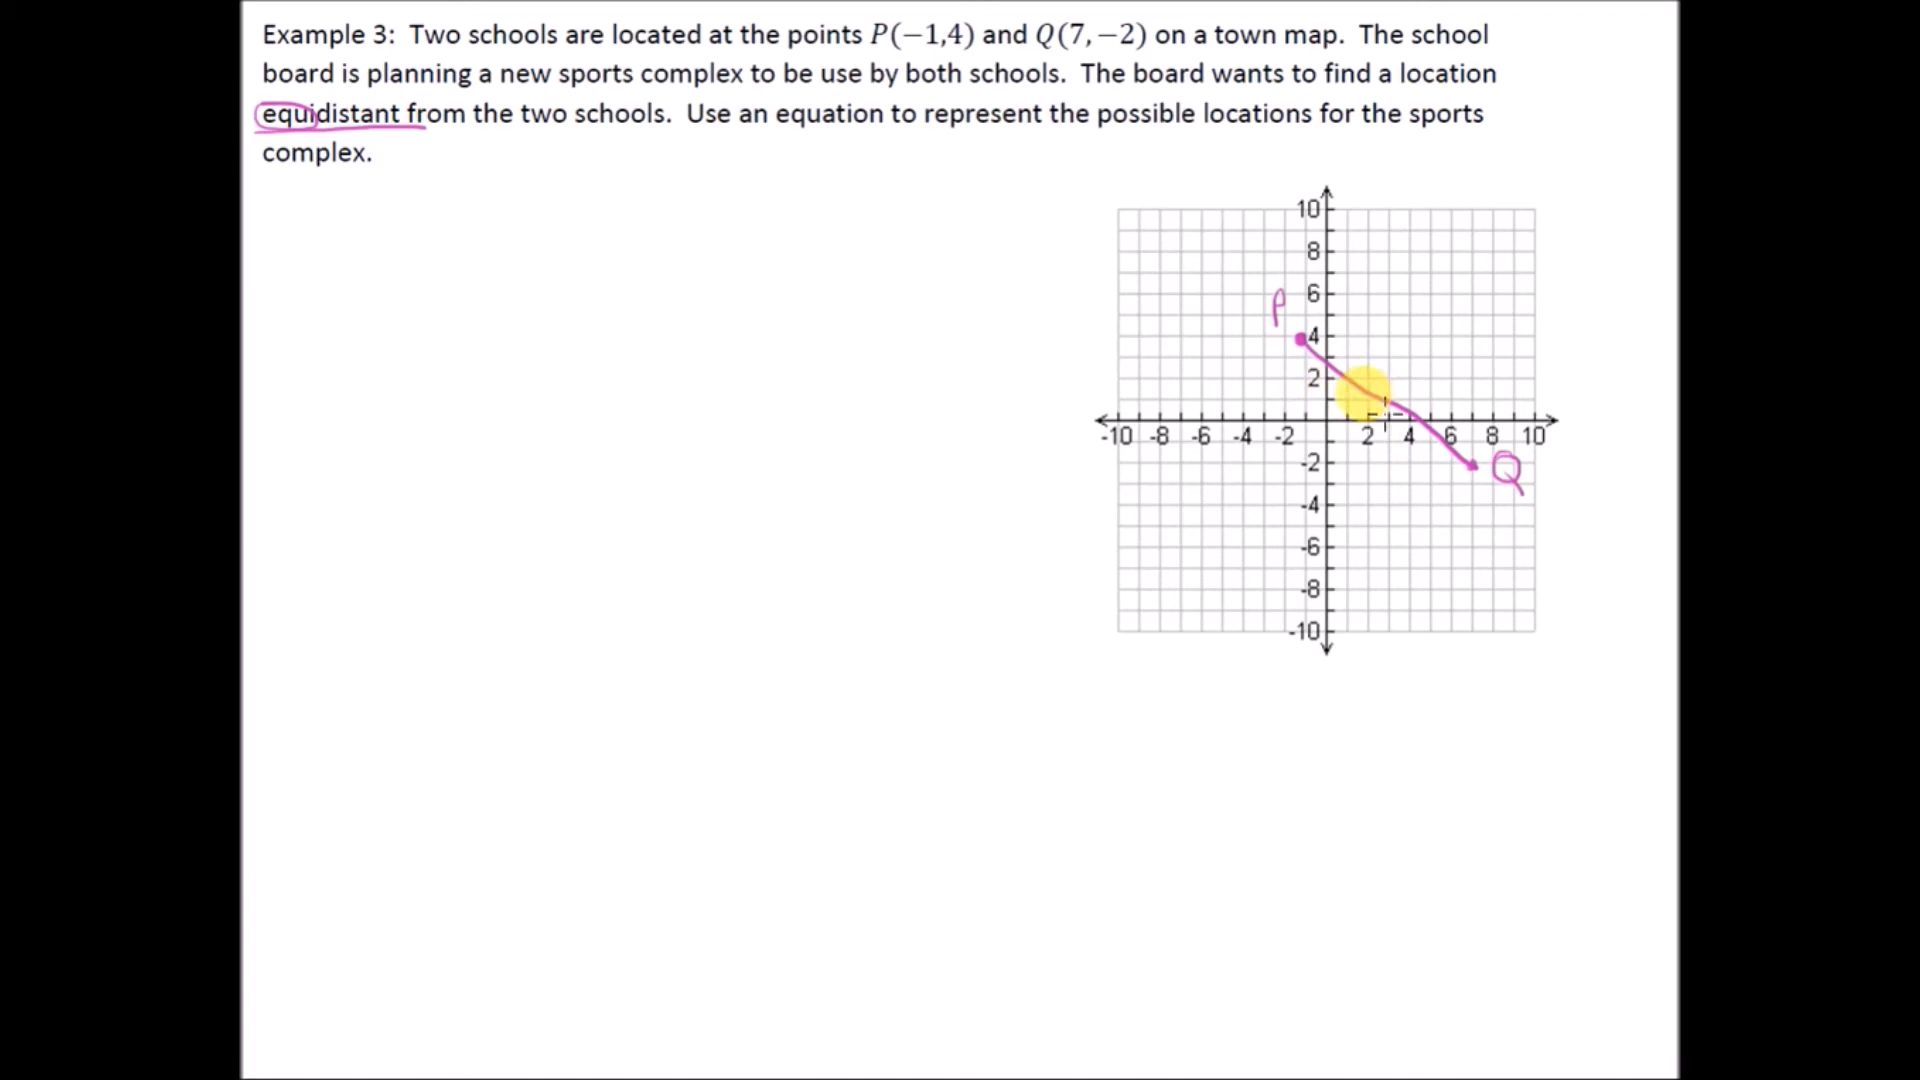 Example 3:  Two schools are located at the points P(−1,4) and Q(7,−2) on a town map.  The school
board is planning a new sports complex to be use by both schools.  The board wants to find a location
equidistant from the two schools.  Use an equation to represent the possible locations for the sports
complex.
10
8
P 6
4
2
-10 -8 -6 -4 -2 2 4 6 8 10
-2 Q
-4
-6
-8
-10